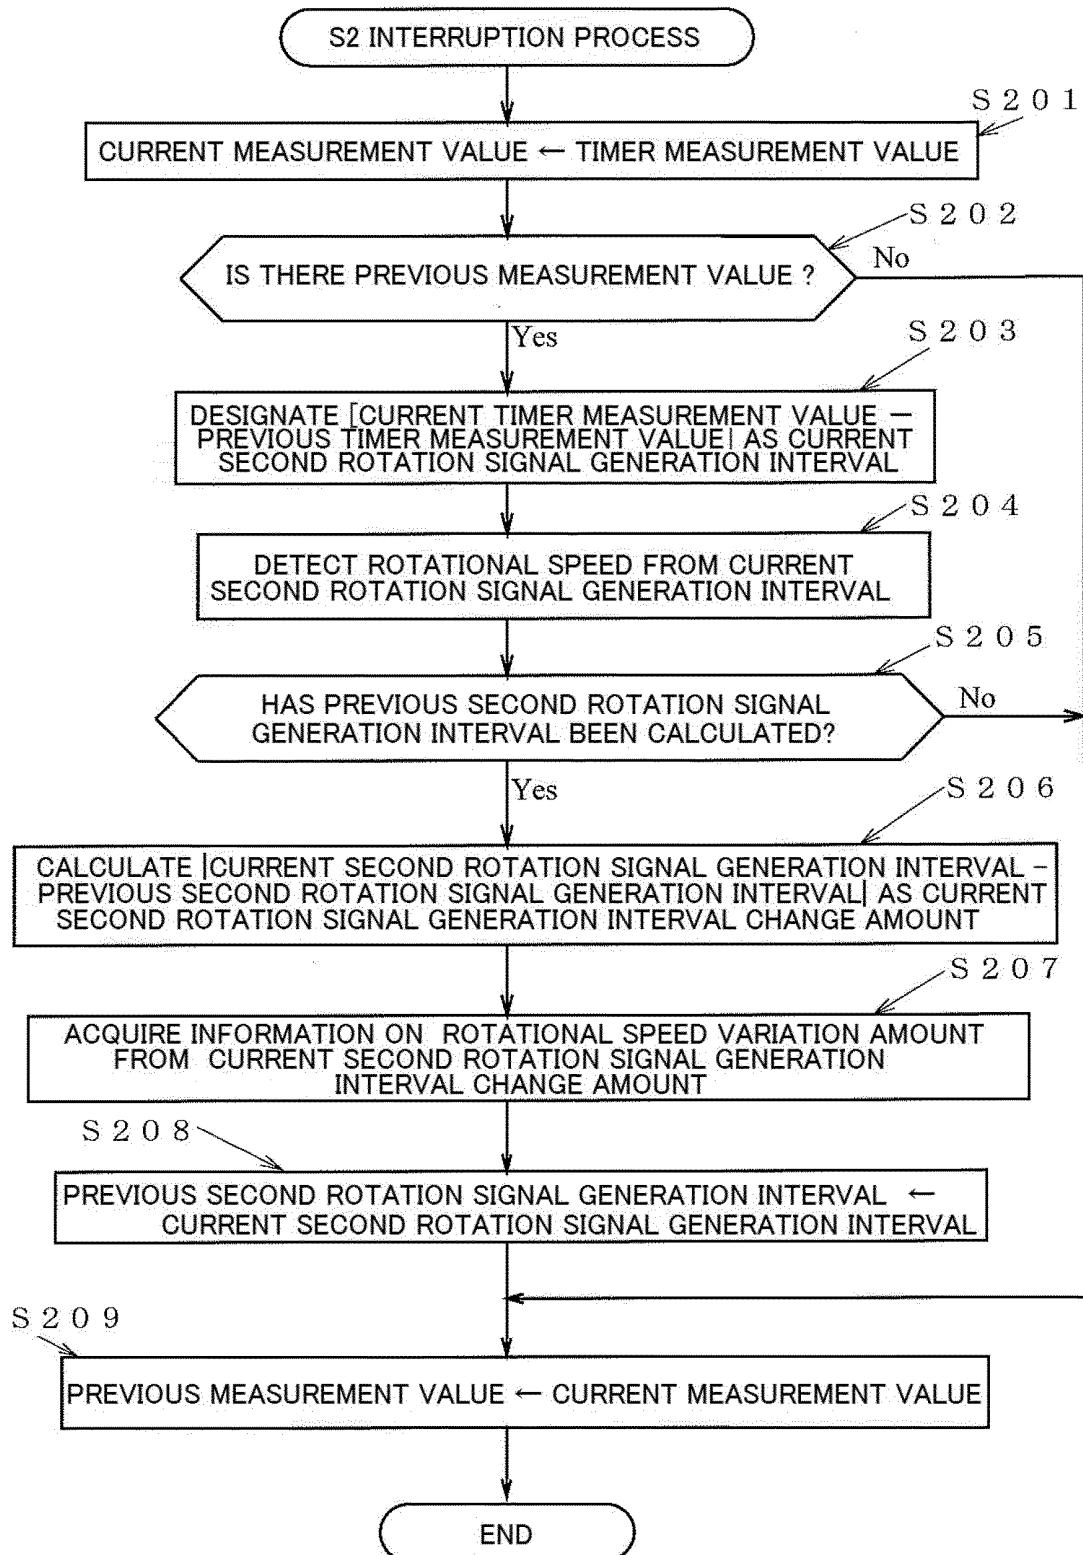 S2 INTERRUPTION PROCESS
S201
CURRENT MEASUREMENT VALUE ← TIMER MEASUREMENT VALUE
S202
IS THERE PREVIOUS MEASUREMENT VALUE ?
No
Yes
S203
DESIGNATE [CURRENT TIMER MEASUREMENT VALUE —
PREVIOUS TIMER MEASUREMENT VALUE| AS CURRENT
SECOND ROTATION SIGNAL GENERATION INTERVAL
S204
DETECT ROTATIONAL SPEED FROM CURRENT
SECOND ROTATION SIGNAL GENERATION INTERVAL
S205
HAS PREVIOUS SECOND ROTATION SIGNAL
GENERATION INTERVAL BEEN CALCULATED?
No
Yes
S206
CALCULATE |CURRENT SECOND ROTATION SIGNAL GENERATION INTERVAL –
PREVIOUS SECOND ROTATION SIGNAL GENERATION INTERVAL| AS CURRENT
SECOND ROTATION SIGNAL GENERATION INTERVAL CHANGE AMOUNT
S207
ACQUIRE INFORMATION ON ROTATIONAL SPEED VARIATION AMOUNT
FROM CURRENT SECOND ROTATION SIGNAL GENERATION
INTERVAL CHANGE AMOUNT
S208
PREVIOUS SECOND ROTATION SIGNAL GENERATION INTERVAL ←
CURRENT SECOND ROTATION SIGNAL GENERATION INTERVAL
S209
PREVIOUS MEASUREMENT VALUE ← CURRENT MEASUREMENT VALUE
END